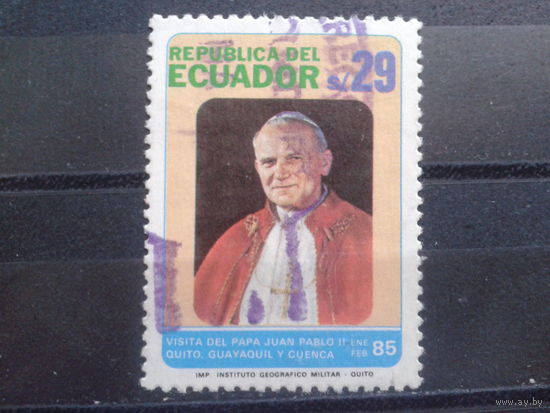 REPUBLICA DEL
ECUADOR S/. 29
VISITA DEL PAPA JUAN PABLO II ENE
QUITO, GUAYAQUIL Y CUENCA FEB 85
IMP. INSTITUTO GEOGRAFICO MILITAR - QUITO
www.ay.by